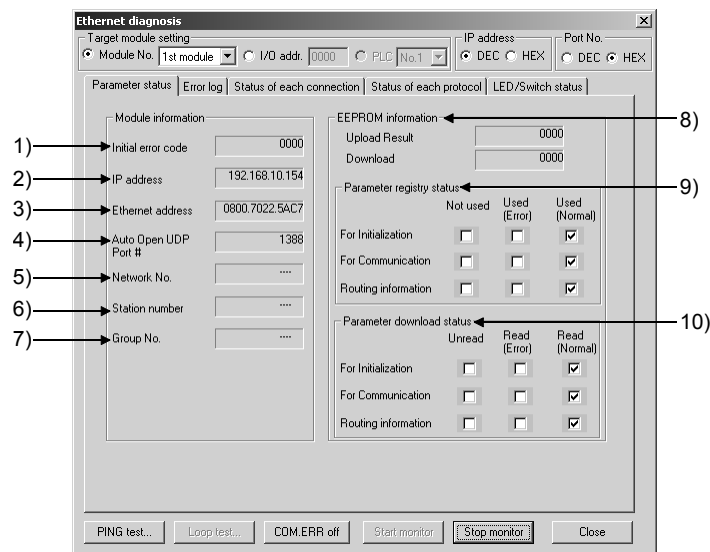 Ethernet diagnosis
Target module setting
Module No. 1st module I/O addr. 0000 PLC No.1
IP address
DEC HEX
Port No.
DEC HEX
Parameter status Error log Status of each connection Status of each protocol LED/Switch status
Module information
1) Initial error code 0000
2) IP address 192.168.10.154
3) Ethernet address 0800.7022.5AC7
4) Auto Open UDP Port # 1388
5) Network No. ----
6) Station number ----
7) Group No. ----
EEPROM information 8)
Upload Result 0000
Download 0000
Parameter registry status 9)
Not used Used (Error) Used (Normal)
For Initialization
For Communication
Routing information
Parameter download status 10)
Unread Read (Error) Read (Normal)
For Initialization
For Communication
Routing information
PING test... Loop test... COM.ERR off Start monitor Stop monitor Close